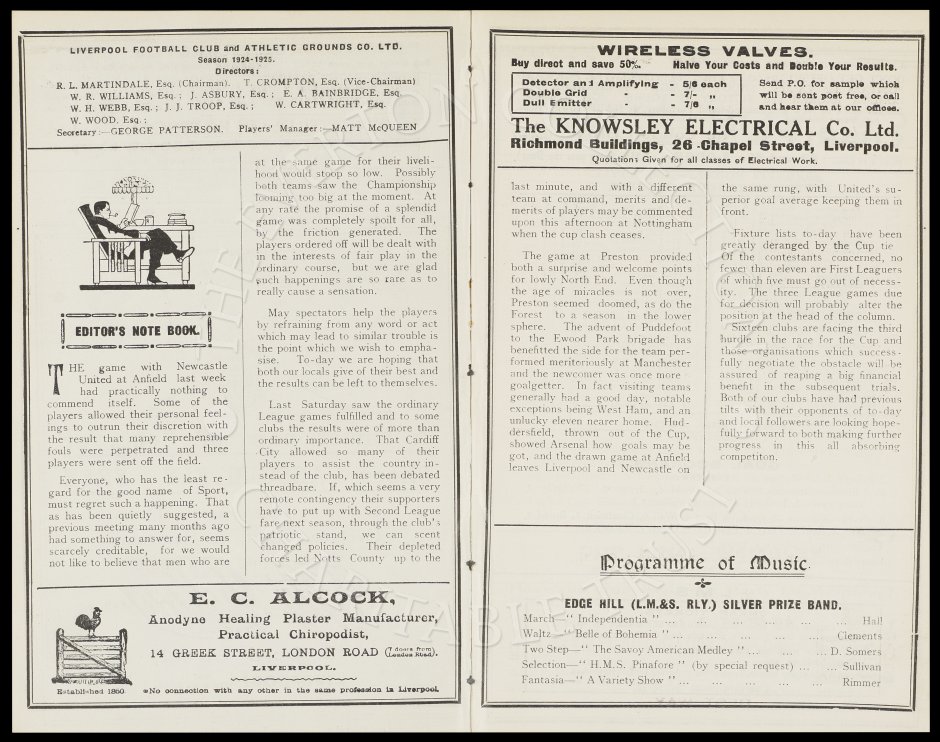 LIVERPOOL FOOTBALL CLUB and ATHLETIC GROUNDS CO. LTD.
Season 1924-1925.
Directors:
R. L. MARTINDALE, Esq. (Chairman). T. CROMPTON, Esq. (Vice-Chairman)
W. R. WILLIAMS, Esq.; J. ASBURY, Esq.; E. A. BAINBRIDGE, Esq.
W. H. WEBB, Esq.; J. J. TROOP, Esq.; W. CARTWRIGHT, Esq.
W. WOOD. Esq.;
Secretary:—GEORGE PATTERSON. Players' Manager:—MATT McQUEEN
EDITOR'S NOTE BOOK.
THE game with Newcastle
United at Anfield last week
had practically nothing to
commend itself. Some of the
players allowed their personal feel-
ings to outrun their discretion with
the result that many reprehensible
fouls were perpetrated and three
players were sent off the field.
Everyone, who has the least re-
gard for the good name of Sport,
must regret such a happening. That
as has been quietly suggested, a
previous meeting many months ago
had something to answer for, seems
scarcely creditable, for we would
not like to believe that men who are
at the same game for their liveli-
hood would stoop so low. Possibly
both teams saw the Championship
looming too big at the moment. At
any rate the promise of a splendid
game was completely spoilt for all,
by the friction generated. The
players ordered off will be dealt with
in the interests of fair play in the
ordinary course, but we are glad
such happenings are so rare as to
really cause a sensation.
May spectators help the players
by refraining from any word or act
which may lead to similar trouble is
the point which we wish to empha-
sise. To-day we are hoping that
both our locals give of their best and
the results can be left to themselves.
Last Saturday saw the ordinary
League games fulfilled and to some
clubs the results were of more than
ordinary importance. That Cardiff
City allowed so many of their
players to assist the country in-
stead of the club, has been debated
threadbare. If, which seems a very
remote contingency their supporters
have to put up with Second League
fare next season, through the club's
patriotic stand, we can scent
changed policies. Their depleted
forces led Notts County up to the
E. C. ALCOCK,
Anodyne Healing Plaster Manufacturer,
Practical Chiropodist,
14 GREEK STREET, LONDON ROAD (7 doors from London Road).
LIVERPOOL.
Established 1850. No connection with any other in the same profession in Liverpool.
WIRELESS VALVES.
Buy direct and save 50%. Halve Your Costs and Double Your Results.
Detector and Amplifying - 5/6 each
Double Grid - - 7/- „
Dull Emitter - - 7/6 „
Send P.O. for sample which
will be sent post free, or call
and hear them at our offices.
The KNOWSLEY ELECTRICAL Co. Ltd.
Richmond Buildings, 26 Chapel Street, Liverpool.
Quotations Given for all classes of Electrical Work.
last minute, and with a different
team at command, merits and de-
merits of players may be commented
upon this afternoon at Nottingham
when the cup clash ceases.
The game at Preston provided
both a surprise and welcome points
for lowly North End. Even though
the age of miracles is not over,
Preston seemed doomed, as do the
Forest to a season in the lower
sphere. The advent of Puddefoot
to the Ewood Park brigade has
benefitted the side for the team per-
formed meritoriously at Manchester
and the newcomer was once more
goalgetter. In fact visiting teams
generally had a good day, notable
exceptions being West Ham, and an
unlucky eleven nearer home. Hud-
dersfield, thrown out of the Cup,
showed Arsenal how goals may be
got, and the drawn game at Anfield
leaves Liverpool and Newcastle on
the same rung, with United's su-
perior goal average keeping them in
front.
Fixture lists to-day have been
greatly deranged by the Cup tie
Of the contestants concerned, no
fewer than eleven are First Leaguers
of which five must go out of necess-
ity. The three League games due
for decision will probably alter the
position at the head of the column.
Sixteen clubs are facing the third
hurdle in the race for the Cup and
those organisations which success-
fully negotiate the obstacle will be
assured of reaping a big financial
benefit in the subsequent trials.
Both of our clubs have had previous
tilts with their opponents of to-day
and local followers are looking hope-
fully forward to both making further
progress in this all absorbing
competiton.
Programme of Music
EDGE HILL (L.M.&S. RLY.) SILVER PRIZE BAND.
March—" Independentia " ... ... ... ... ... Hall
Waltz—" Belle of Bohemia " ... ... ... ... Clements
Two Step—" The Savoy American Medley " ... ... ... D. Somers
Selection—" H.M.S. Pinafore " (by special request) ... ... Sullivan
Fantasia—" A Variety Show " ... ... ... ... Rimmer